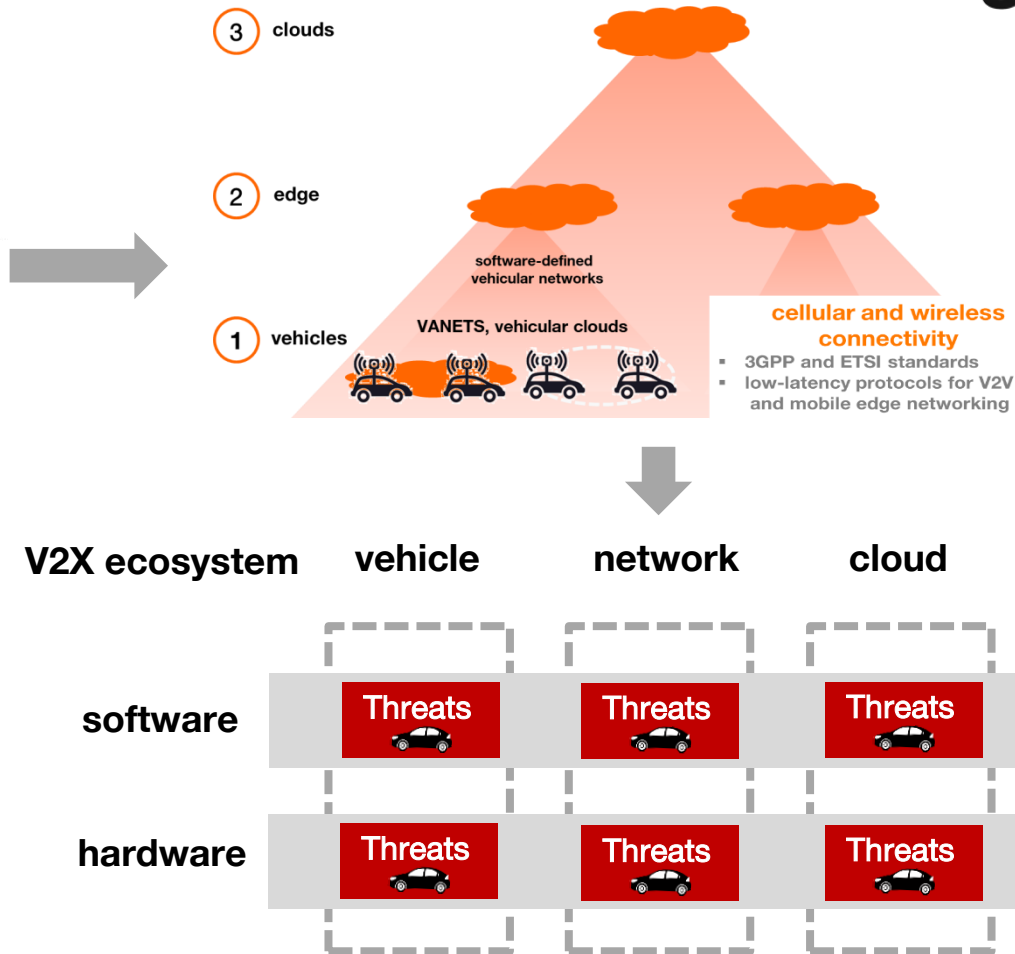 3 clouds
2 edge
software-defined
vehicular networks
1 vehicles
VANETS, vehicular clouds
cellular and wireless
connectivity
▪ 3GPP and ETSI standards
▪ low-latency protocols for V2V
and mobile edge networking
V2X ecosystem vehicle network cloud
software Threats Threats Threats
hardware Threats Threats Threats